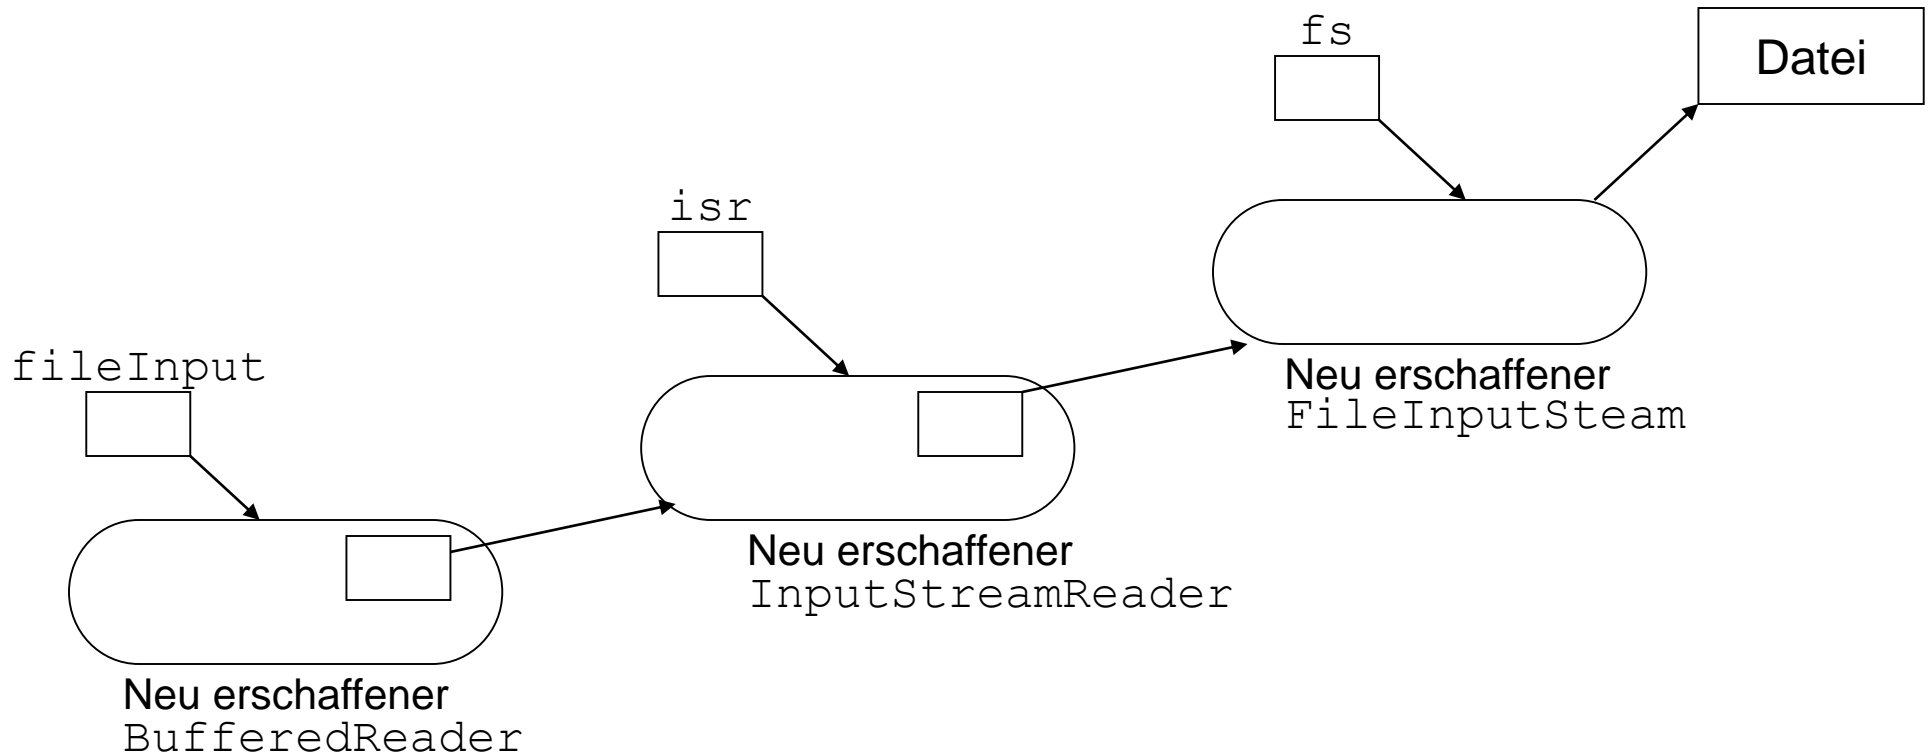 fs
Datei
isr
fileInput
Neu erschaffener
FileInputSteam
Neu erschaffener
InputStreamReader
Neu erschaffener
BufferedReader